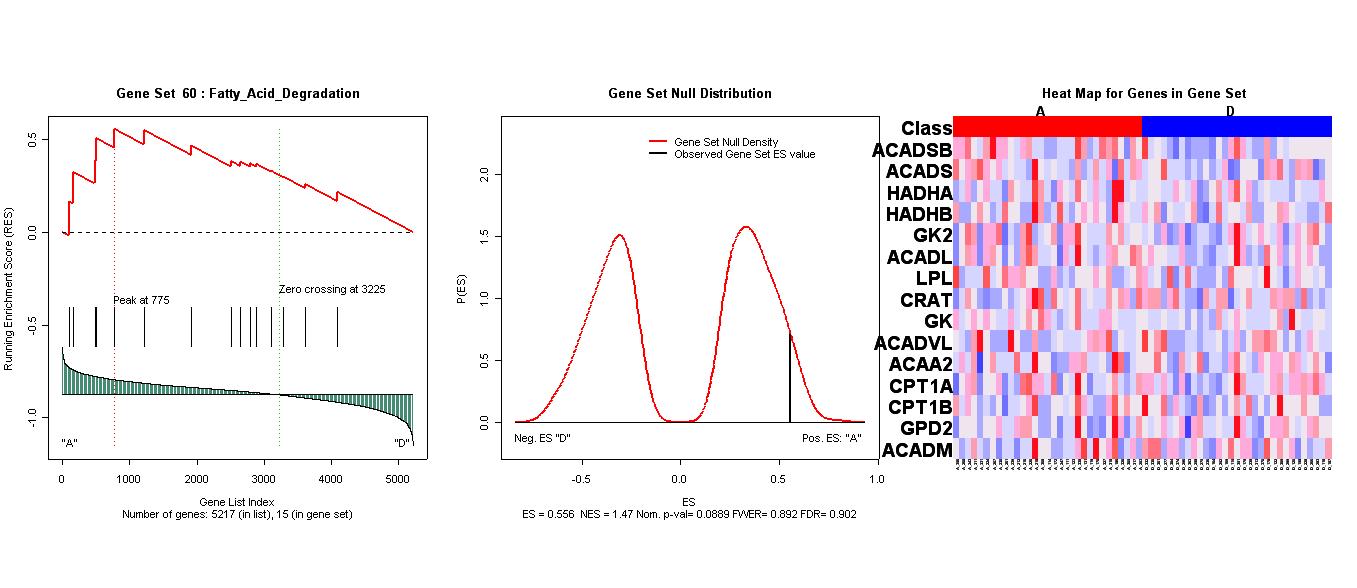 Gene Set 60 : Fatty_Acid_Degradation
Running Enrichment Score (RES)
0.5
0.0
-0.5
-1.0
Peak at 775
Zero crossing at 3225
"A"
"D"
0 1000 2000 3000 4000 5000
Gene List Index
Number of genes: 5217 (in list), 15 (in gene set)
Gene Set Null Distribution
Gene Set Null Density
Observed Gene Set ES value
P(ES)
2.0
1.5
1.0
0.5
0.0
Neg. ES "D"
Pos. ES: "A"
-0.5 0.0 0.5 1.0
ES
ES = 0.556 NES = 1.47 Nom. p-val= 0.0889 FWER= 0.892 FDR= 0.902
Heat Map for Genes in Gene Set
A D
Class
ACADSB
ACADS
HADHA
HADHB
GK2
ACADL
LPL
CRAT
GK
ACADVL
ACAA2
CPT1A
CPT1B
GPD2
ACADM